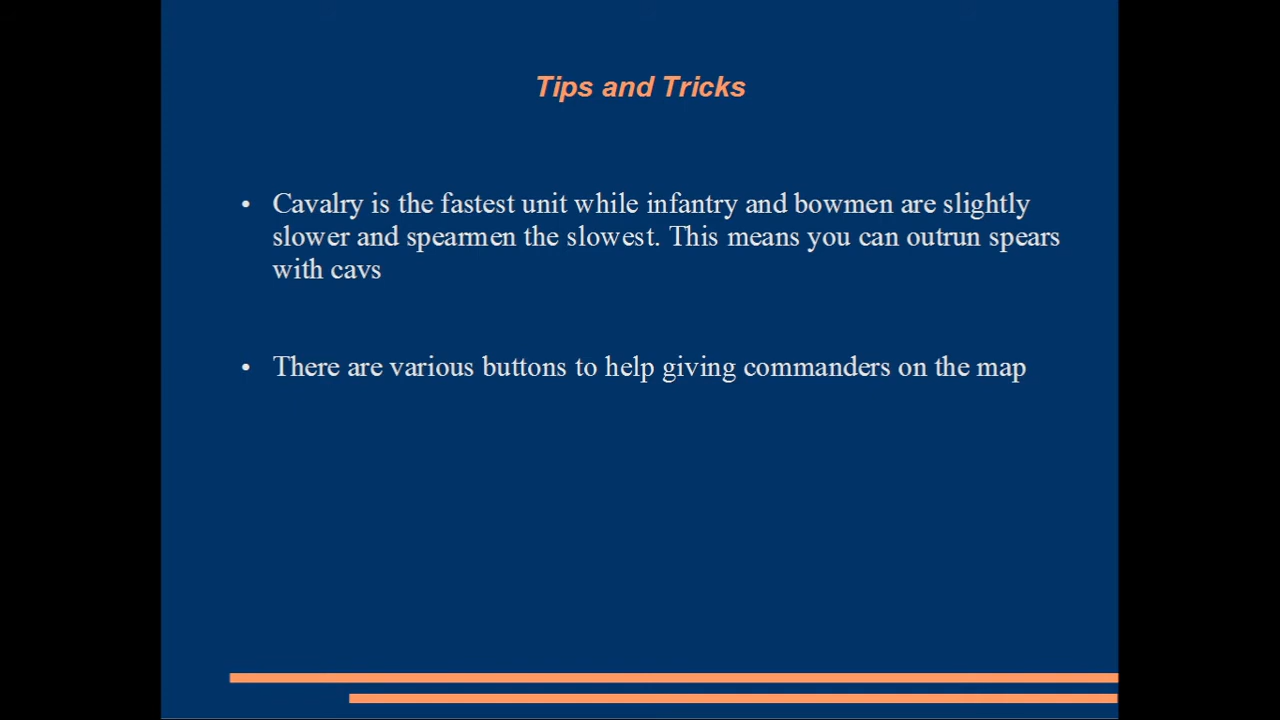 Tips and Tricks
• Cavalry is the fastest unit while infantry and bowmen are slightly
slower and spearmen the slowest. This means you can outrun spears
with cavs
• There are various buttons to help giving commanders on the map